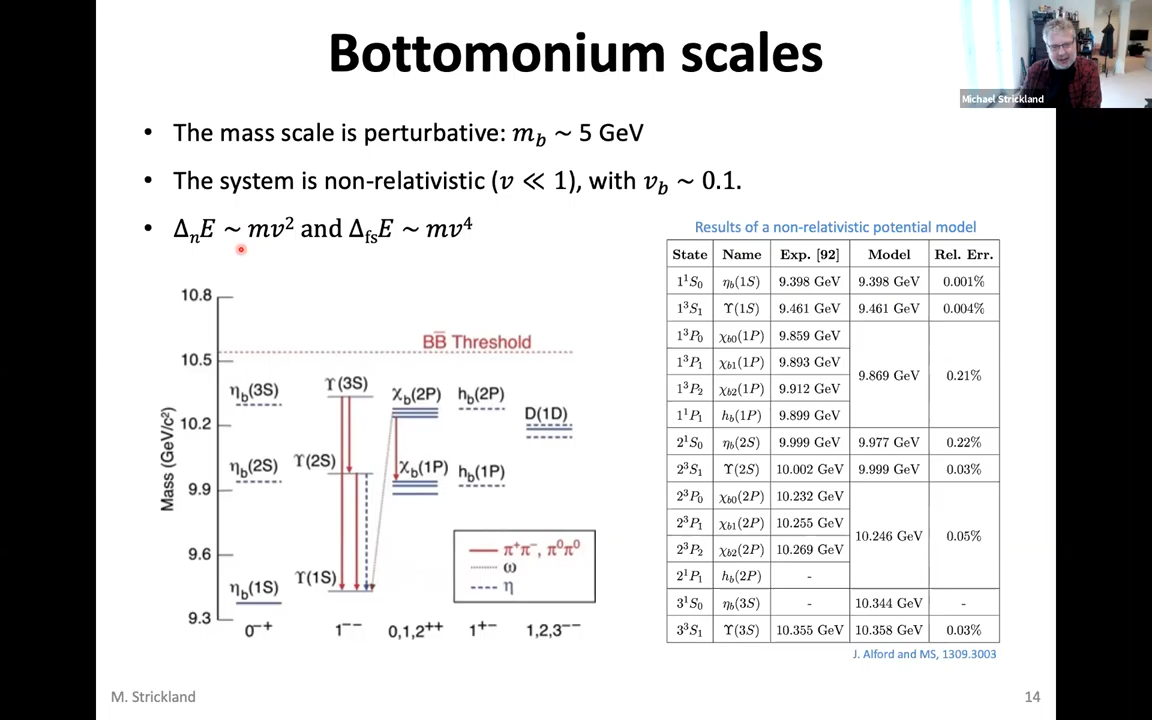 Bottomonium scales
Michael Strickland
• The mass scale is perturbative: m_b ~ 5 GeV
• The system is non-relativistic (v ≪ 1), with v_b ~ 0.1.
• Δ_nE ~ mv² and Δ_fsE ~ mv⁴
10.8
10.5
10.2
9.9
9.6
9.3
Mass (GeV/c²)
BB̄ Threshold
η_b(3S)
ϒ(3S)
χ_b(2P)
h_b(2P)
D(1D)
η_b(2S)
ϒ(2S)
χ_b(1P)
h_b(1P)
η_b(1S)
ϒ(1S)
π⁺π⁻, π⁰π⁰
ω
η
0⁻⁺ 1⁻⁻ 0,1,2⁺⁺ 1⁺⁻ 1,2,3⁻⁻
Results of a non-relativistic potential model
State Name Exp. [92] Model Rel. Err.
1¹S₀ η_b(1S) 9.398 GeV 9.398 GeV 0.001%
1³S₁ ϒ(1S) 9.461 GeV 9.461 GeV 0.004%
1³P₀ χ_b0(1P) 9.859 GeV
1³P₁ χ_b1(1P) 9.893 GeV
9.869 GeV 0.21%
1³P₂ χ_b2(1P) 9.912 GeV
1¹P₁ h_b(1P) 9.899 GeV
2¹S₀ η_b(2S) 9.999 GeV 9.977 GeV 0.22%
2³S₁ ϒ(2S) 10.002 GeV 9.999 GeV 0.03%
2³P₀ χ_b0(2P) 10.232 GeV
2³P₁ χ_b1(2P) 10.255 GeV
10.246 GeV 0.05%
2³P₂ χ_b2(2P) 10.269 GeV
2¹P₁ h_b(2P) -
3¹S₀ η_b(3S) - 10.344 GeV -
3³S₁ ϒ(3S) 10.355 GeV 10.358 GeV 0.03%
J. Alford and MS, 1309.3003
M. Strickland
14